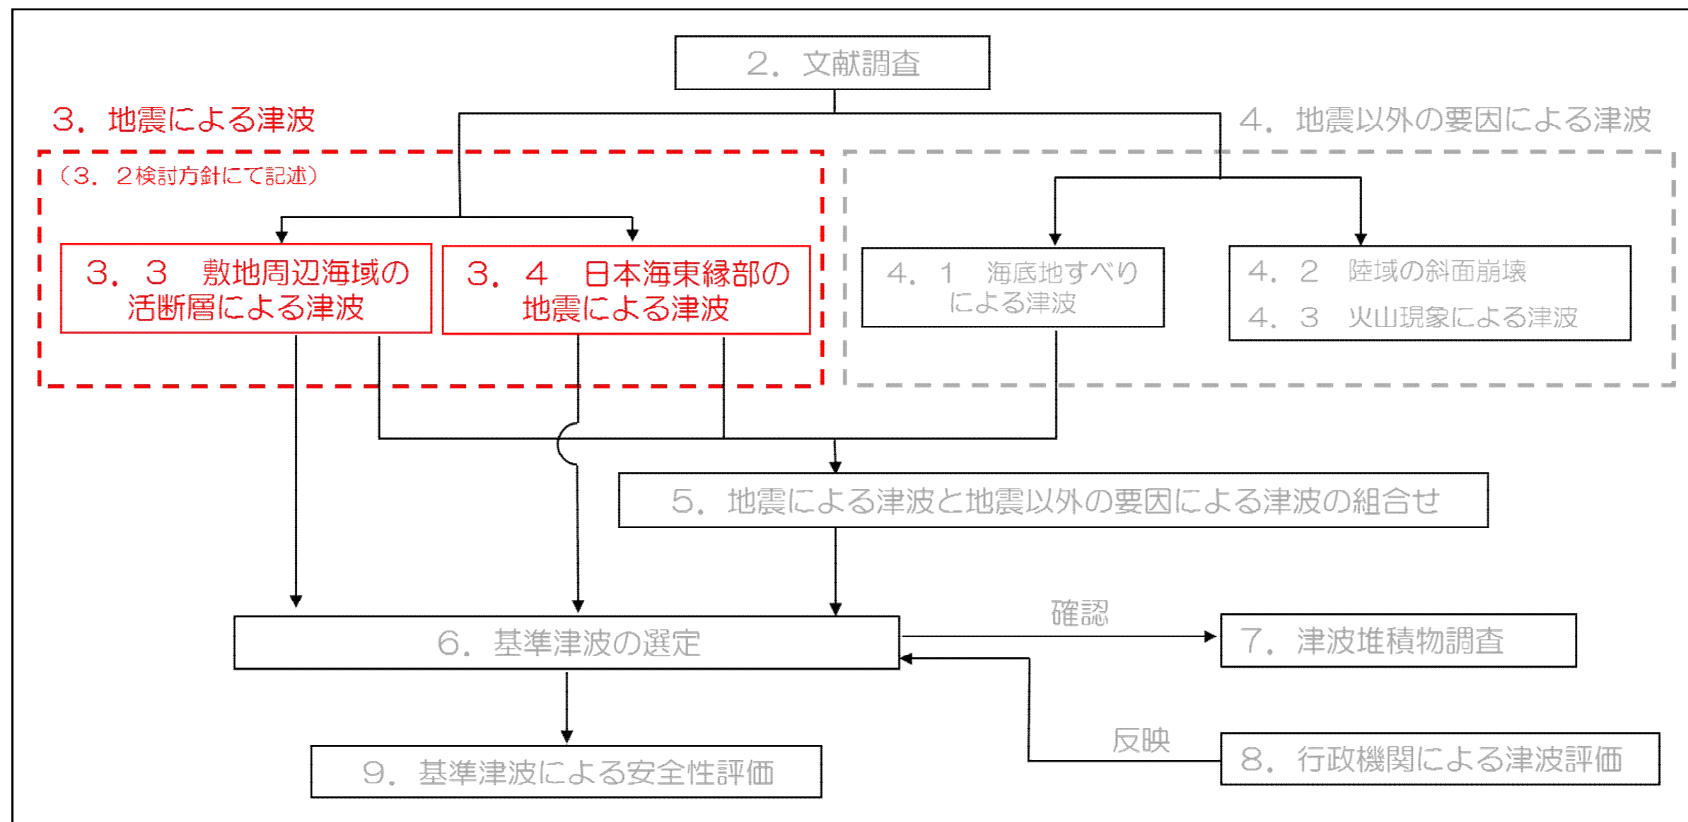 2．文献調査
3．地震による津波
4．地震以外の要因による津波
（3．2検討方針にて記述）
3．3　敷地周辺海域の
活断層による津波
3．4　日本海東縁部の
地震による津波
4．1　海底地すべり
による津波
4．2　陸域の斜面崩壊
4．3　火山現象による津波
5．地震による津波と地震以外の要因による津波の組合せ
6．基準津波の選定
確認
7．津波堆積物調査
反映
8．行政機関による津波評価
9．基準津波による安全性評価